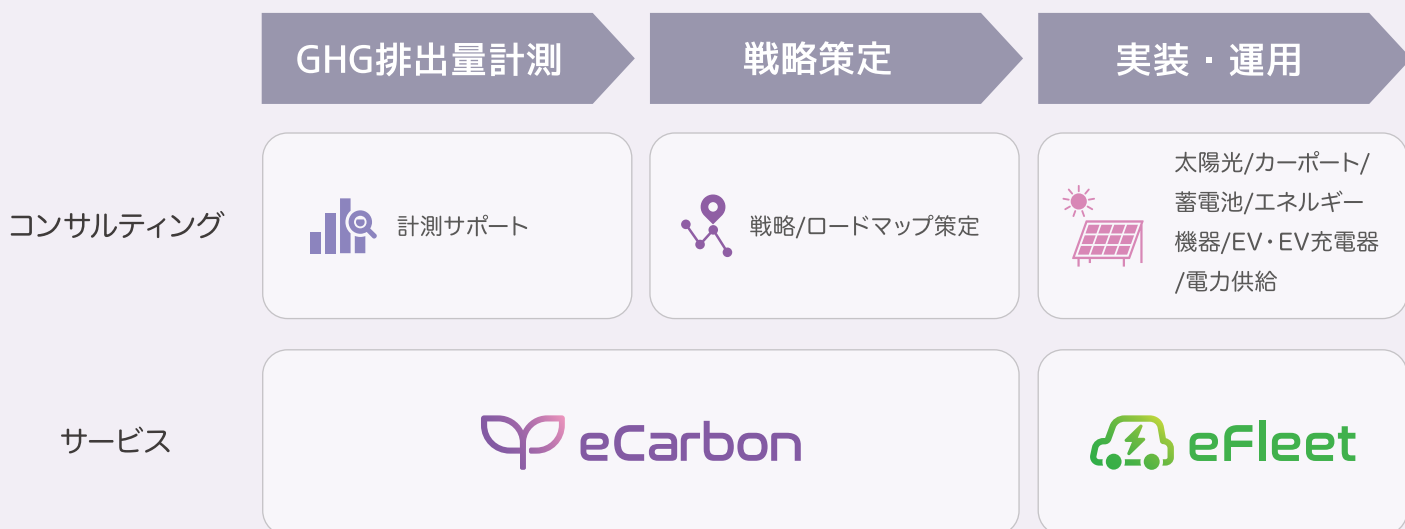 GHG排出量計測
戦略策定
実装・運用
コンサルティング
計測サポート
戦略/ロードマップ策定
太陽光/カーポート/
蓄電池/エネルギー
機器/EV・EV充電器
/電力供給
サービス
eCarbon
eFleet